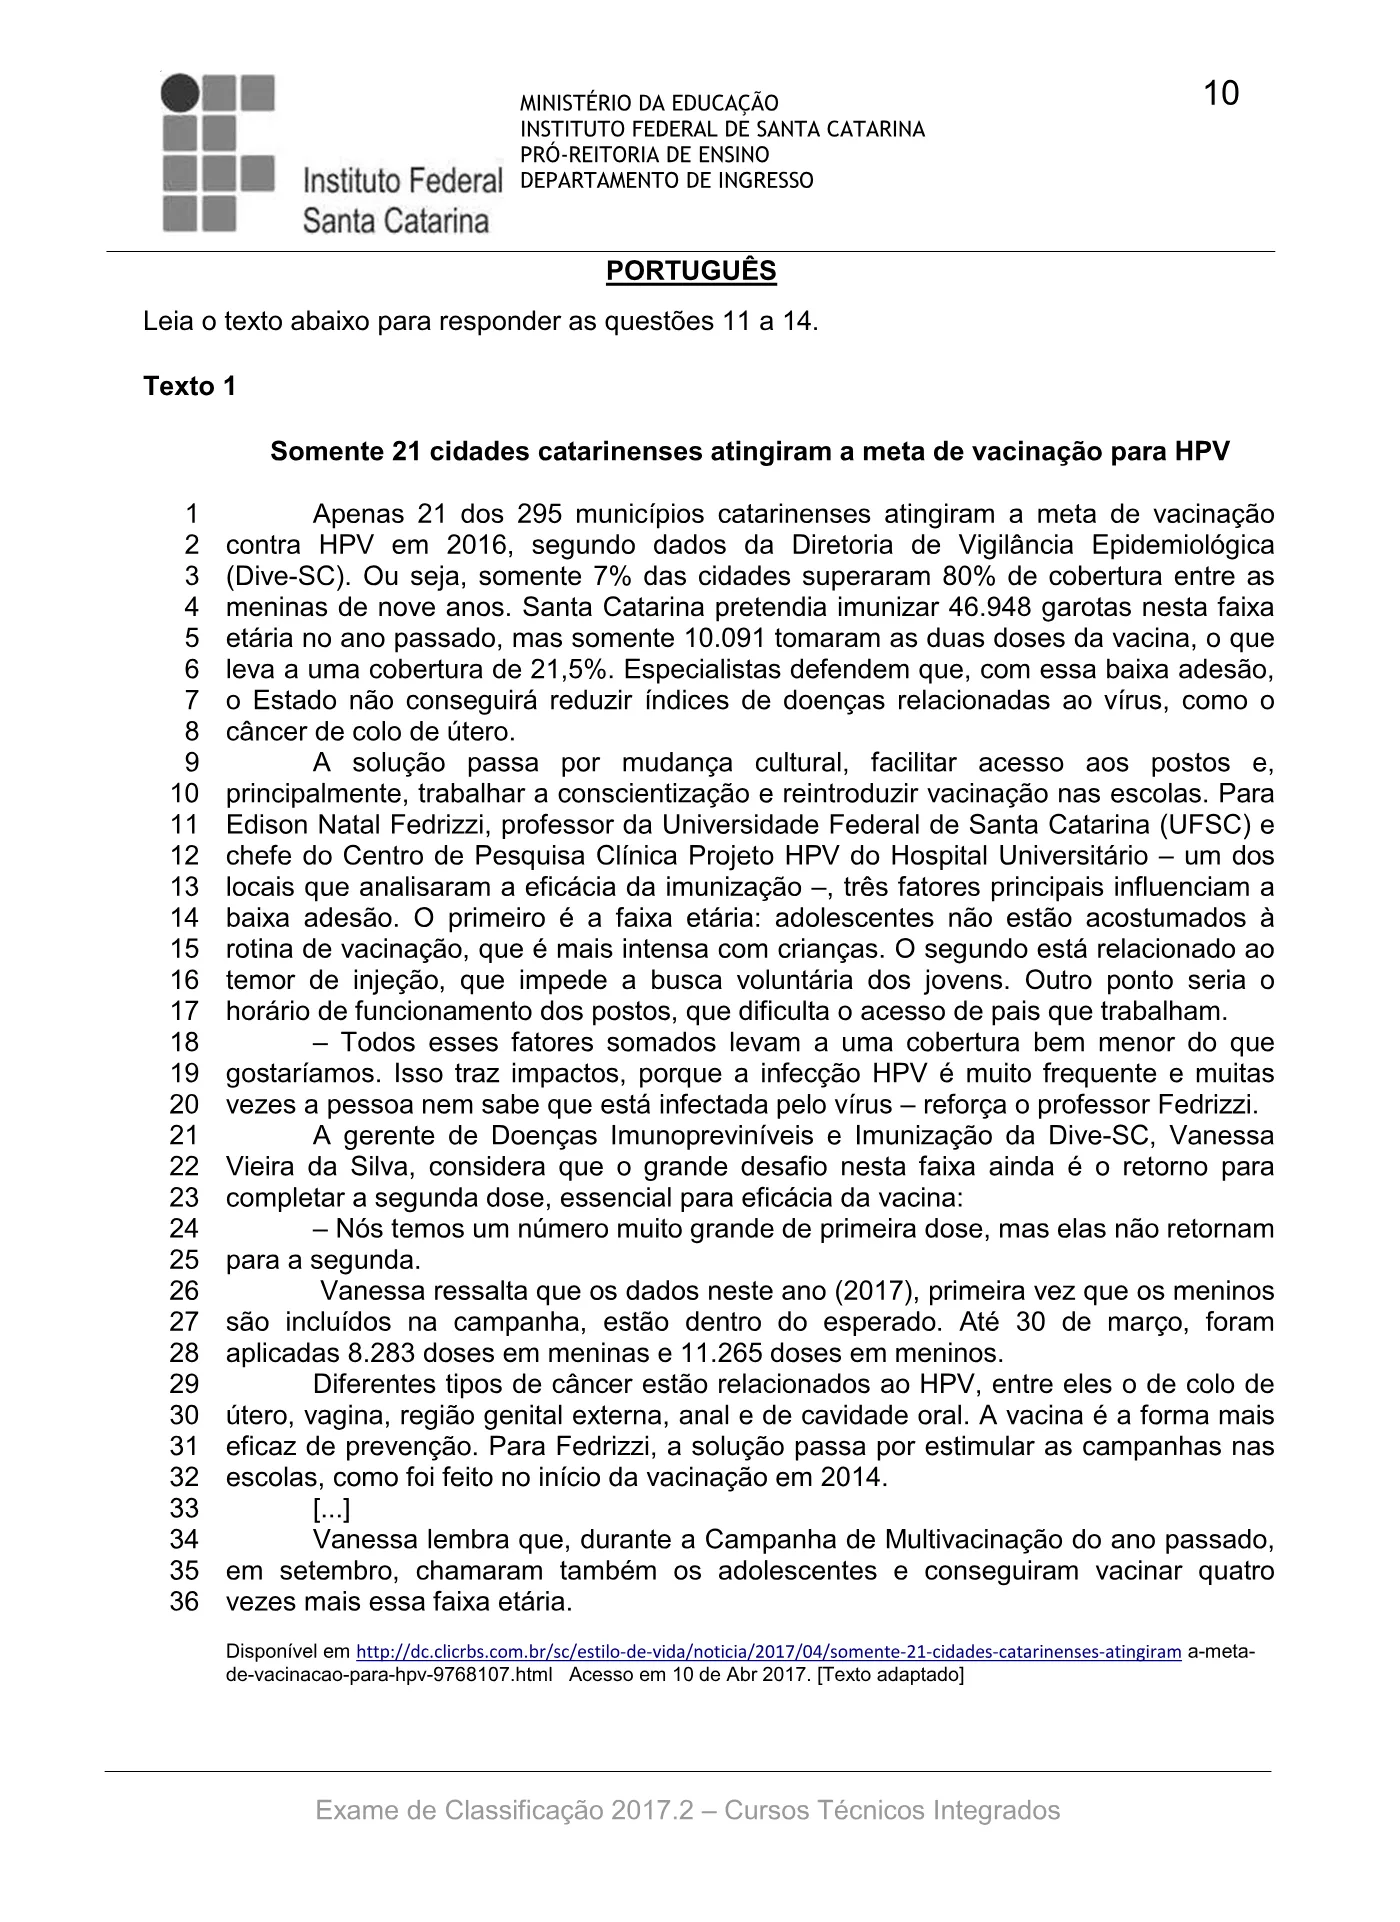 10
MINISTÉRIO DA EDUCAÇÃO
INSTITUTO FEDERAL DE SANTA CATARINA
PRÓ-REITORIA DE ENSINO
DEPARTAMENTO DE INGRESSO
Instituto Federal
Santa Catarina
PORTUGUÊS
Leia o texto abaixo para responder as questões 11 a 14.
Texto 1
Somente 21 cidades catarinenses atingiram a meta de vacinação para HPV
1 Apenas 21 dos 295 municípios catarinenses atingiram a meta de vacinação
2 contra HPV em 2016, segundo dados da Diretoria de Vigilância Epidemiológica
3 (Dive-SC). Ou seja, somente 7% das cidades superaram 80% de cobertura entre as
4 meninas de nove anos. Santa Catarina pretendia imunizar 46.948 garotas nesta faixa
5 etária no ano passado, mas somente 10.091 tomaram as duas doses da vacina, o que
6 leva a uma cobertura de 21,5%. Especialistas defendem que, com essa baixa adesão,
7 o Estado não conseguirá reduzir índices de doenças relacionadas ao vírus, como o
8 câncer de colo de útero.
9 A solução passa por mudança cultural, facilitar acesso aos postos e,
10 principalmente, trabalhar a conscientização e reintroduzir vacinação nas escolas. Para
11 Edison Natal Fedrizzi, professor da Universidade Federal de Santa Catarina (UFSC) e
12 chefe do Centro de Pesquisa Clínica Projeto HPV do Hospital Universitário – um dos
13 locais que analisaram a eficácia da imunização –, três fatores principais influenciam a
14 baixa adesão. O primeiro é a faixa etária: adolescentes não estão acostumados à
15 rotina de vacinação, que é mais intensa com crianças. O segundo está relacionado ao
16 temor de injeção, que impede a busca voluntária dos jovens. Outro ponto seria o
17 horário de funcionamento dos postos, que dificulta o acesso de pais que trabalham.
18 – Todos esses fatores somados levam a uma cobertura bem menor do que
19 gostaríamos. Isso traz impactos, porque a infecção HPV é muito frequente e muitas
20 vezes a pessoa nem sabe que está infectada pelo vírus – reforça o professor Fedrizzi.
21 A gerente de Doenças Imunopreviníveis e Imunização da Dive-SC, Vanessa
22 Vieira da Silva, considera que o grande desafio nesta faixa ainda é o retorno para
23 completar a segunda dose, essencial para eficácia da vacina:
24 – Nós temos um número muito grande de primeira dose, mas elas não retornam
25 para a segunda.
26 Vanessa ressalta que os dados neste ano (2017), primeira vez que os meninos
27 são incluídos na campanha, estão dentro do esperado. Até 30 de março, foram
28 aplicadas 8.283 doses em meninas e 11.265 doses em meninos.
29 Diferentes tipos de câncer estão relacionados ao HPV, entre eles o de colo de
30 útero, vagina, região genital externa, anal e de cavidade oral. A vacina é a forma mais
31 eficaz de prevenção. Para Fedrizzi, a solução passa por estimular as campanhas nas
32 escolas, como foi feito no início da vacinação em 2014.
33 [...]
34 Vanessa lembra que, durante a Campanha de Multivacinação do ano passado,
35 em setembro, chamaram também os adolescentes e conseguiram vacinar quatro
36 vezes mais essa faixa etária.
Disponível em http://dc.clicrbs.com.br/sc/estilo-de-vida/noticia/2017/04/somente-21-cidades-catarinenses-atingiram a-meta-
de-vacinacao-para-hpv-9768107.html Acesso em 10 de Abr 2017. [Texto adaptado]
Exame de Classificação 2017.2 – Cursos Técnicos Integrados